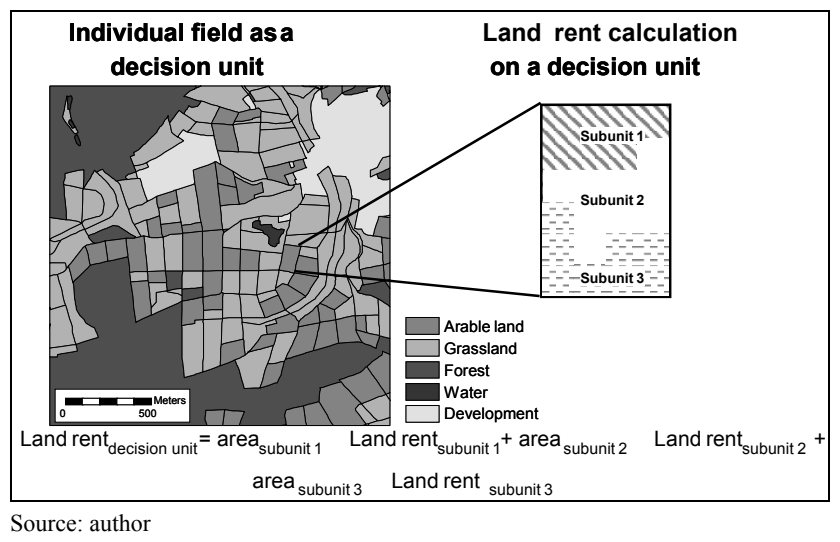 Individual field as a
decision unit
Land rent calculation
on a decision unit
Subunit 1
Subunit 2
Subunit 3
Arable land
Grassland
Forest
Water
Development
Meters
0 500
Land rent decision unit = area subunit 1 Land rent subunit 1 + area subunit 2 Land rent subunit 2 +
area subunit 3 Land rent subunit 3
Source: author